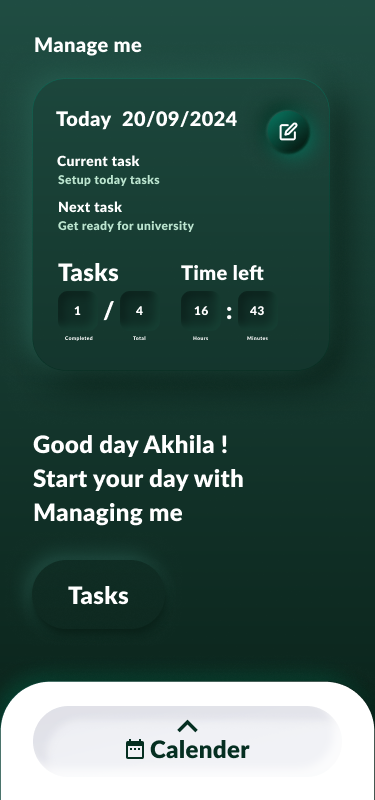 Manage me
Today 20/09/2024
Current task
Setup today tasks
Next task
Get ready for university
Tasks Time left
1 / 4 16 : 43
Completed Total Hours Minutes
Good day Akhila !
Start your day with
Managing me
Tasks
Calender